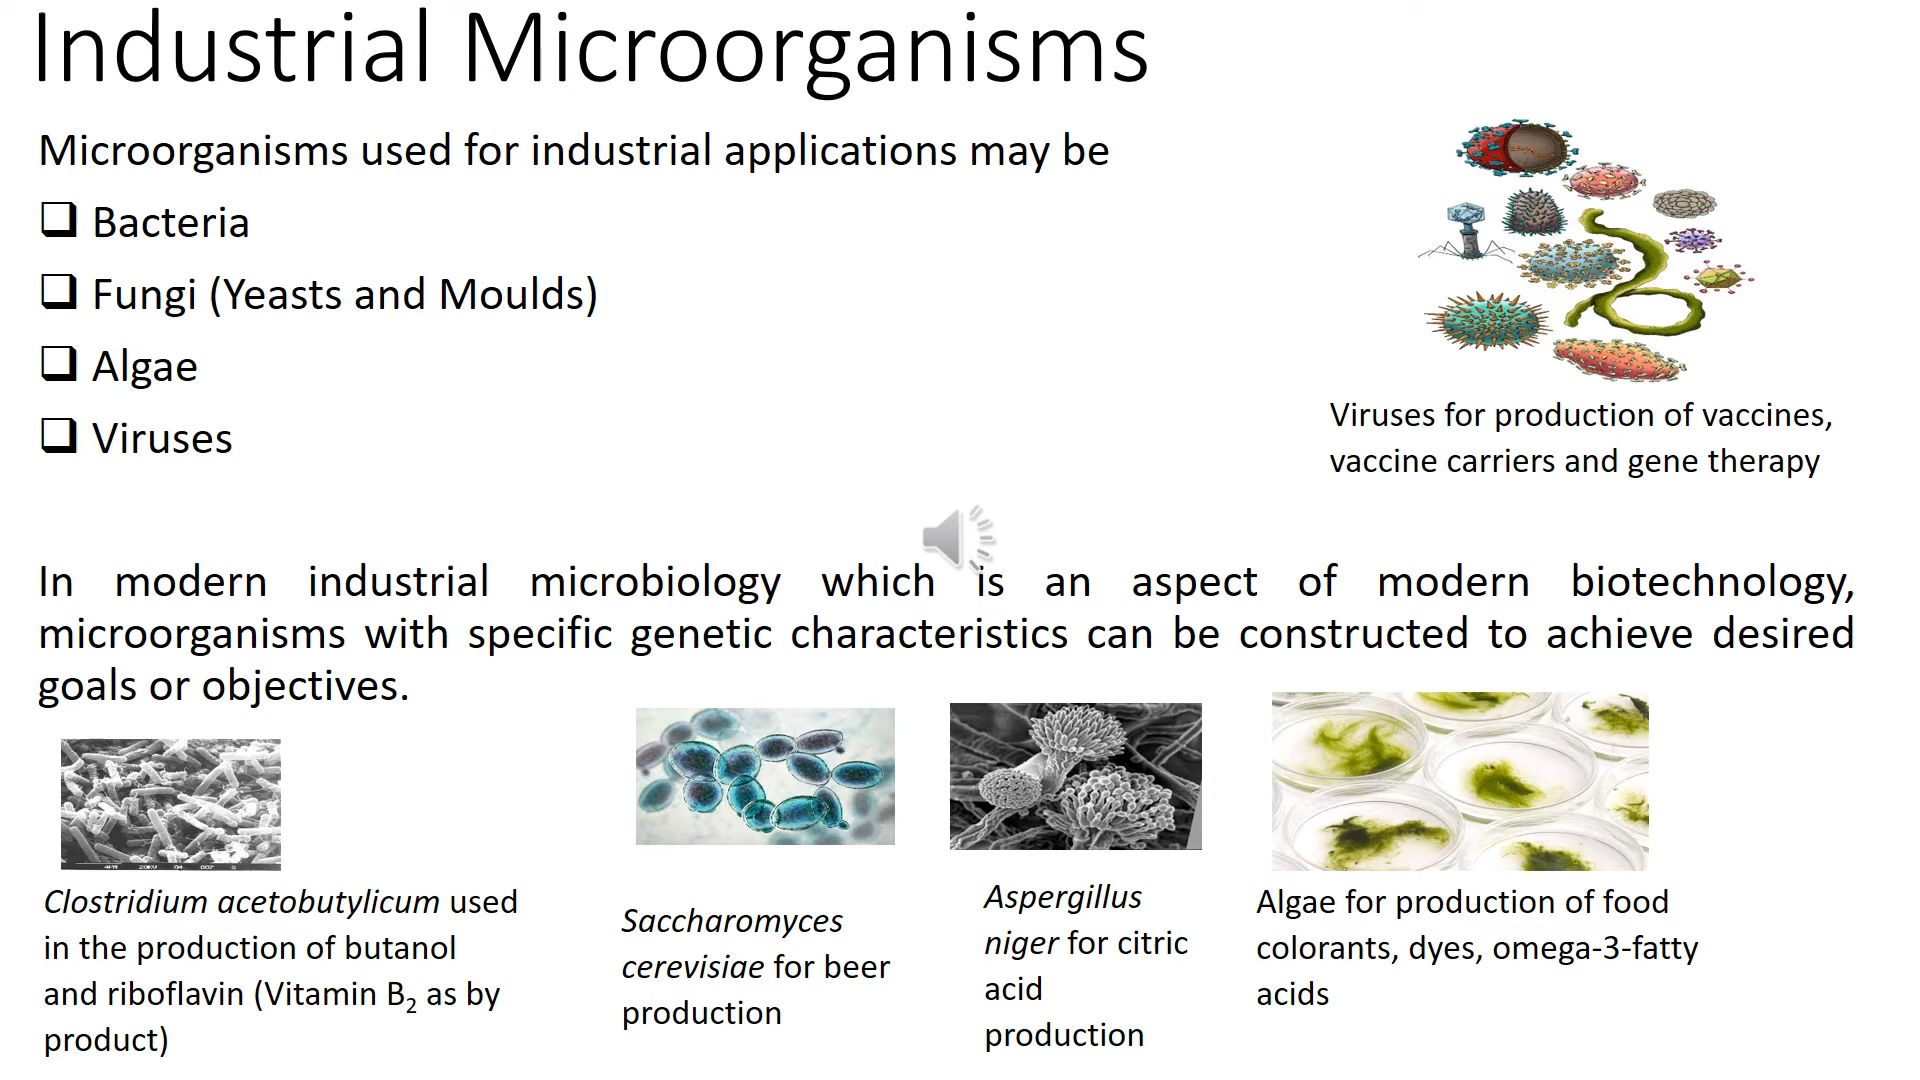 Industrial Microorganisms
Microorganisms used for industrial applications may be
Bacteria
Fungi (Yeasts and Moulds)
Algae
Viruses
Viruses for production of vaccines,
vaccine carriers and gene therapy
In modern industrial microbiology which is an aspect of modern biotechnology,
microorganisms with specific genetic characteristics can be constructed to achieve desired
goals or objectives.
Clostridium acetobutylicum used
in the production of butanol
and riboflavin (Vitamin B2 as by
product)
Saccharomyces
cerevisiae for beer
production
Aspergillus
niger for citric
acid
production
Algae for production of food
colorants, dyes, omega-3-fatty
acids